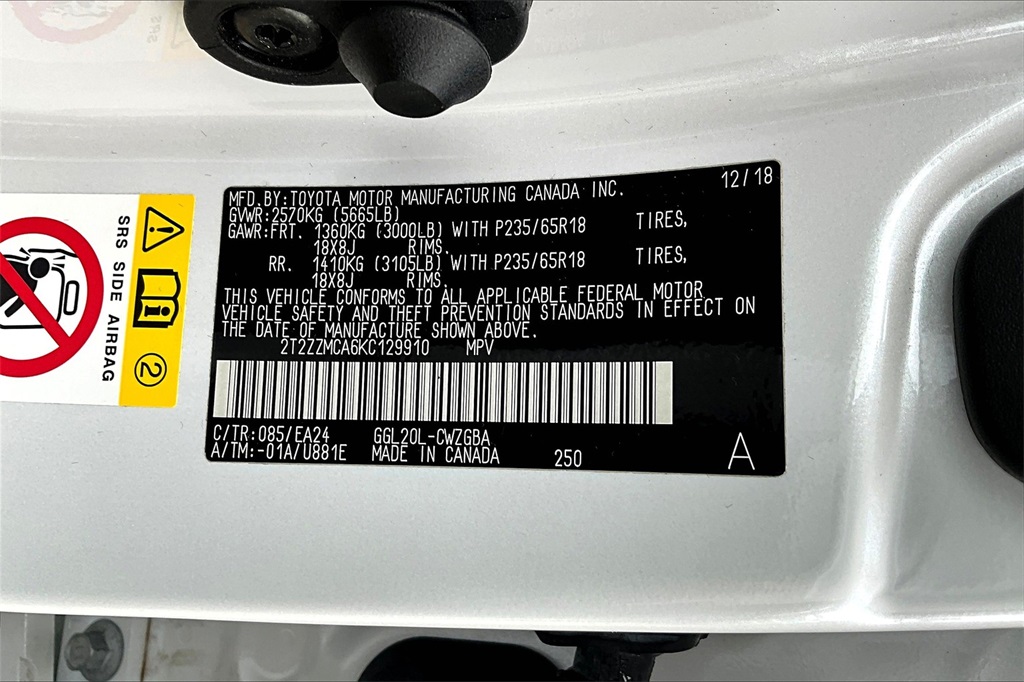 MFD.BY:TOYOTA MOTOR MANUFACTURING CANADA INC. 12/18
GVWR:2570KG (5665LB)
GAWR:FRT. 1360KG (3000LB) WITH P235/65R18 TIRES,
18X8J RIMS.
RR. 1410KG (3105LB) WITH P235/65R18 TIRES,
18X8J RIMS.
THIS VEHICLE CONFORMS TO ALL APPLICABLE FEDERAL MOTOR
VEHICLE SAFETY AND THEFT PREVENTION STANDARDS IN EFFECT ON
THE DATE OF MANUFACTURE SHOWN ABOVE.
2T2ZZMCA6KC129910 MPV
C/TR:085/EA24 GGL20L-CWZGBA
A/TM:-01A/U881E MADE IN CANADA 250 A
SRS SIDE AIRBAG
2
SRS